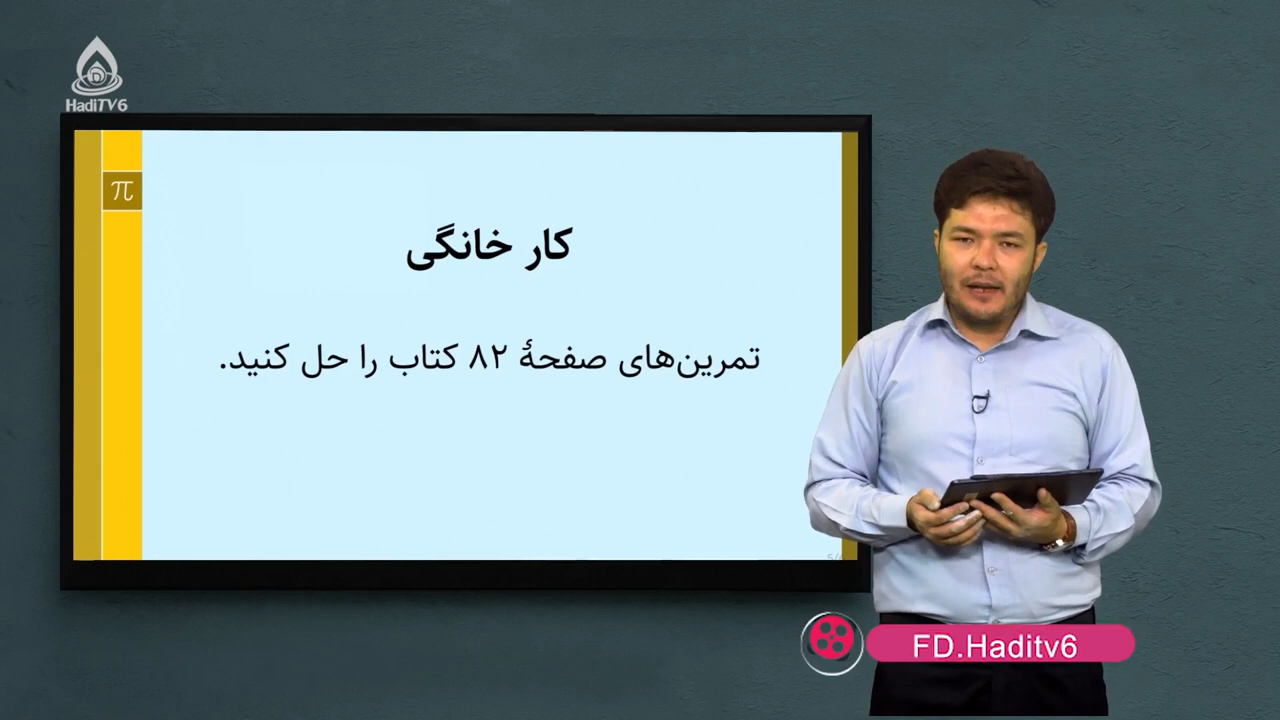 HadiTV6
π
کار خانگی
تمرین‌های صفحهٔ ۸۲ کتاب را حل کنید.
FD.Haditv6